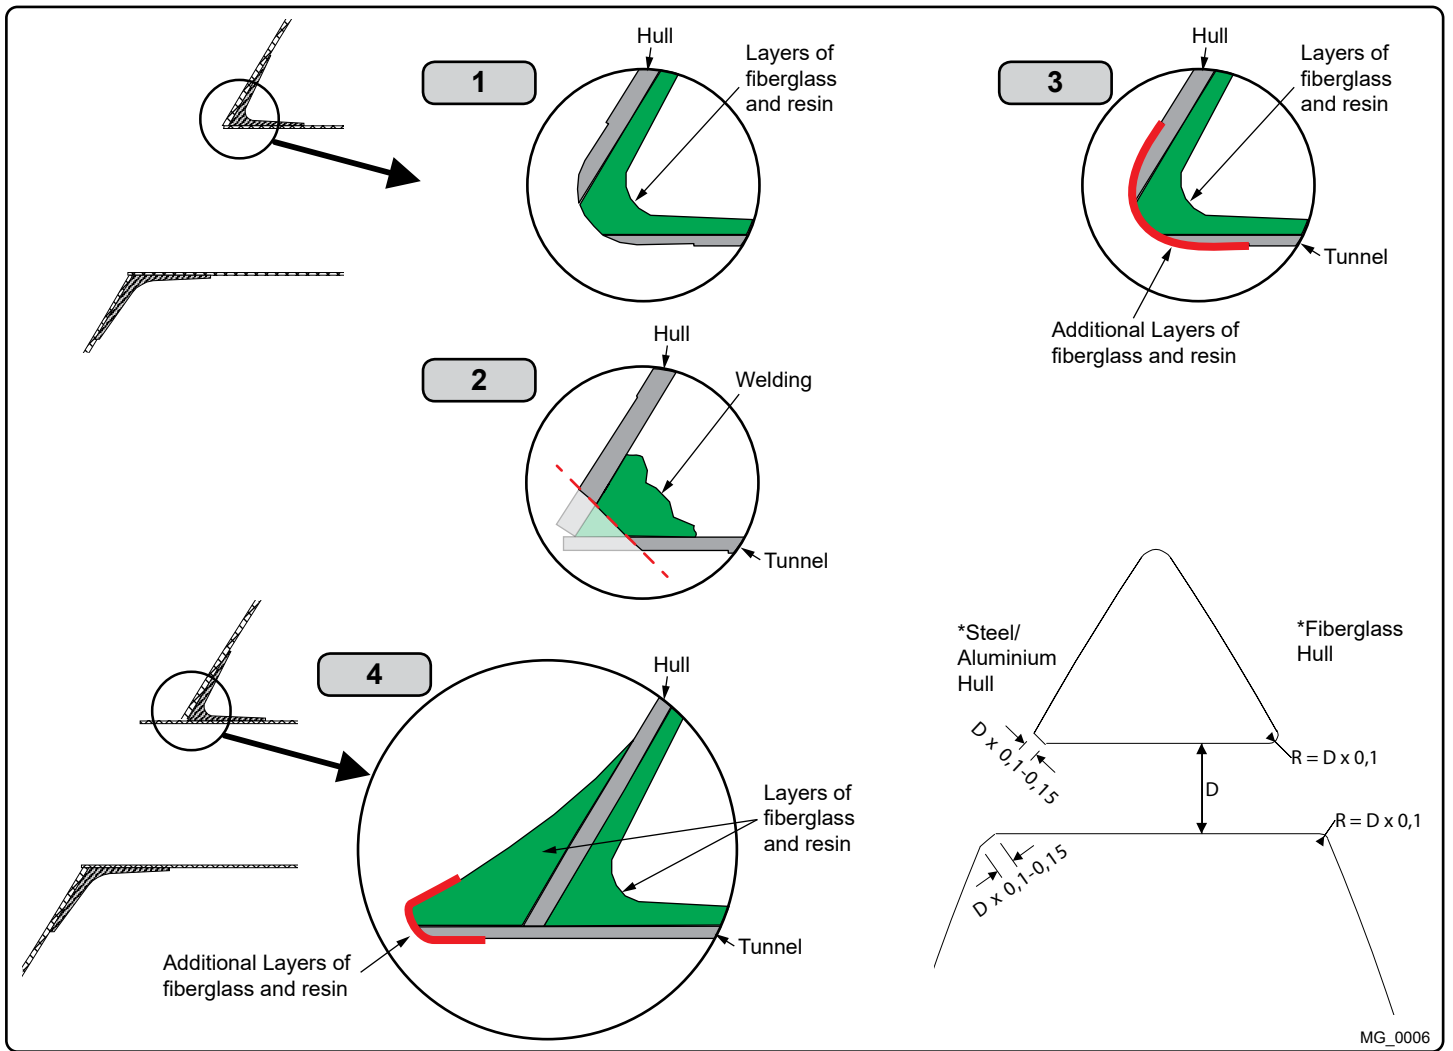 1
Hull
Layers of
fiberglass
and resin
3
Hull
Layers of
fiberglass
and resin
Tunnel
Additional Layers of
fiberglass and resin
2
Hull
Welding
Tunnel
4
Hull
Layers of
fiberglass
and resin
Tunnel
Additional Layers of
fiberglass and resin
*Steel/
Aluminium
Hull
*Fiberglass
Hull
D x 0,1-0,15
R = D x 0,1
D
R = D x 0,1
D x 0,1-0,15
MG_0006